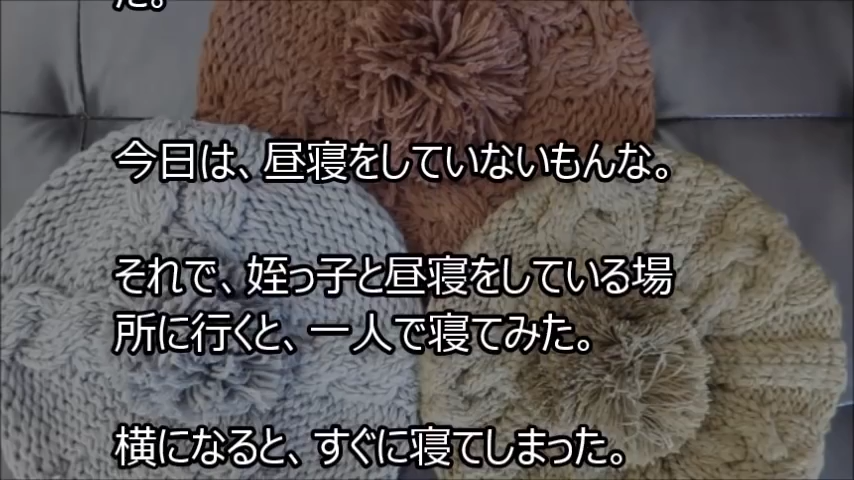 た。
今日は、昼寝をしていないもんな。
それで、姪っ子と昼寝をしている場
所に行くと、一人で寝てみた。
横になると、すぐに寝てしまった。